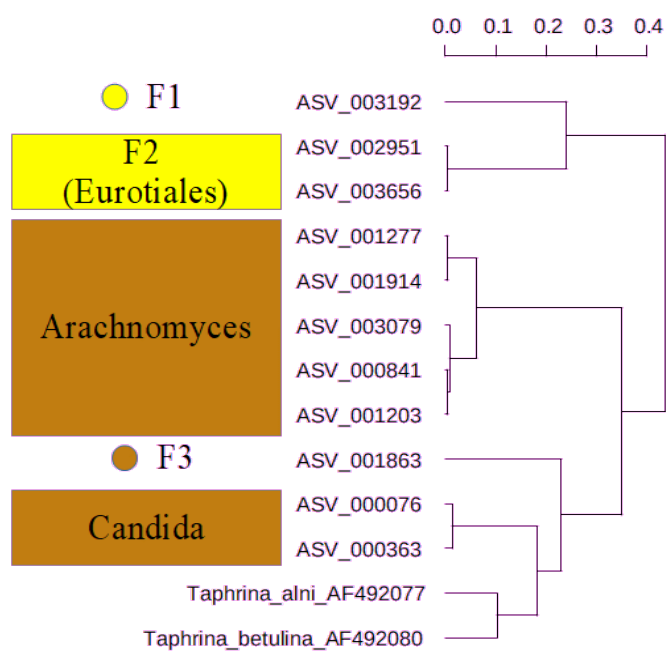 0.0 0.1 0.2 0.3 0.4
F1
ASV_003192
F2
(Eurotiales)
ASV_002951
ASV_003656
Arachnomyces
ASV_001277
ASV_001914
ASV_003079
ASV_000841
ASV_001203
F3
ASV_001863
Candida
ASV_000076
ASV_000363
Taphrina_alni_AF492077
Taphrina_betulina_AF492080